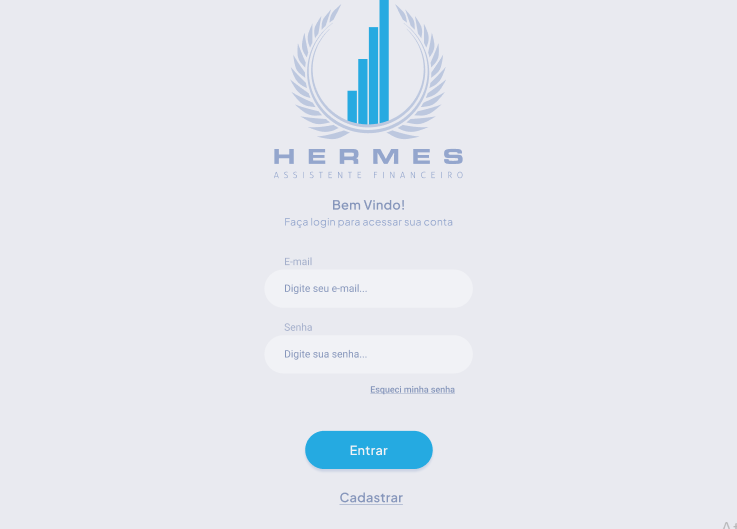 HERMES
ASSISTENTE FINANCEIRO
Bem Vindo!
Faça login para acessar sua conta
E-mail
Digite seu e-mail...
Senha
Digite sua senha...
Esqueci minha senha
Entrar
Cadastrar